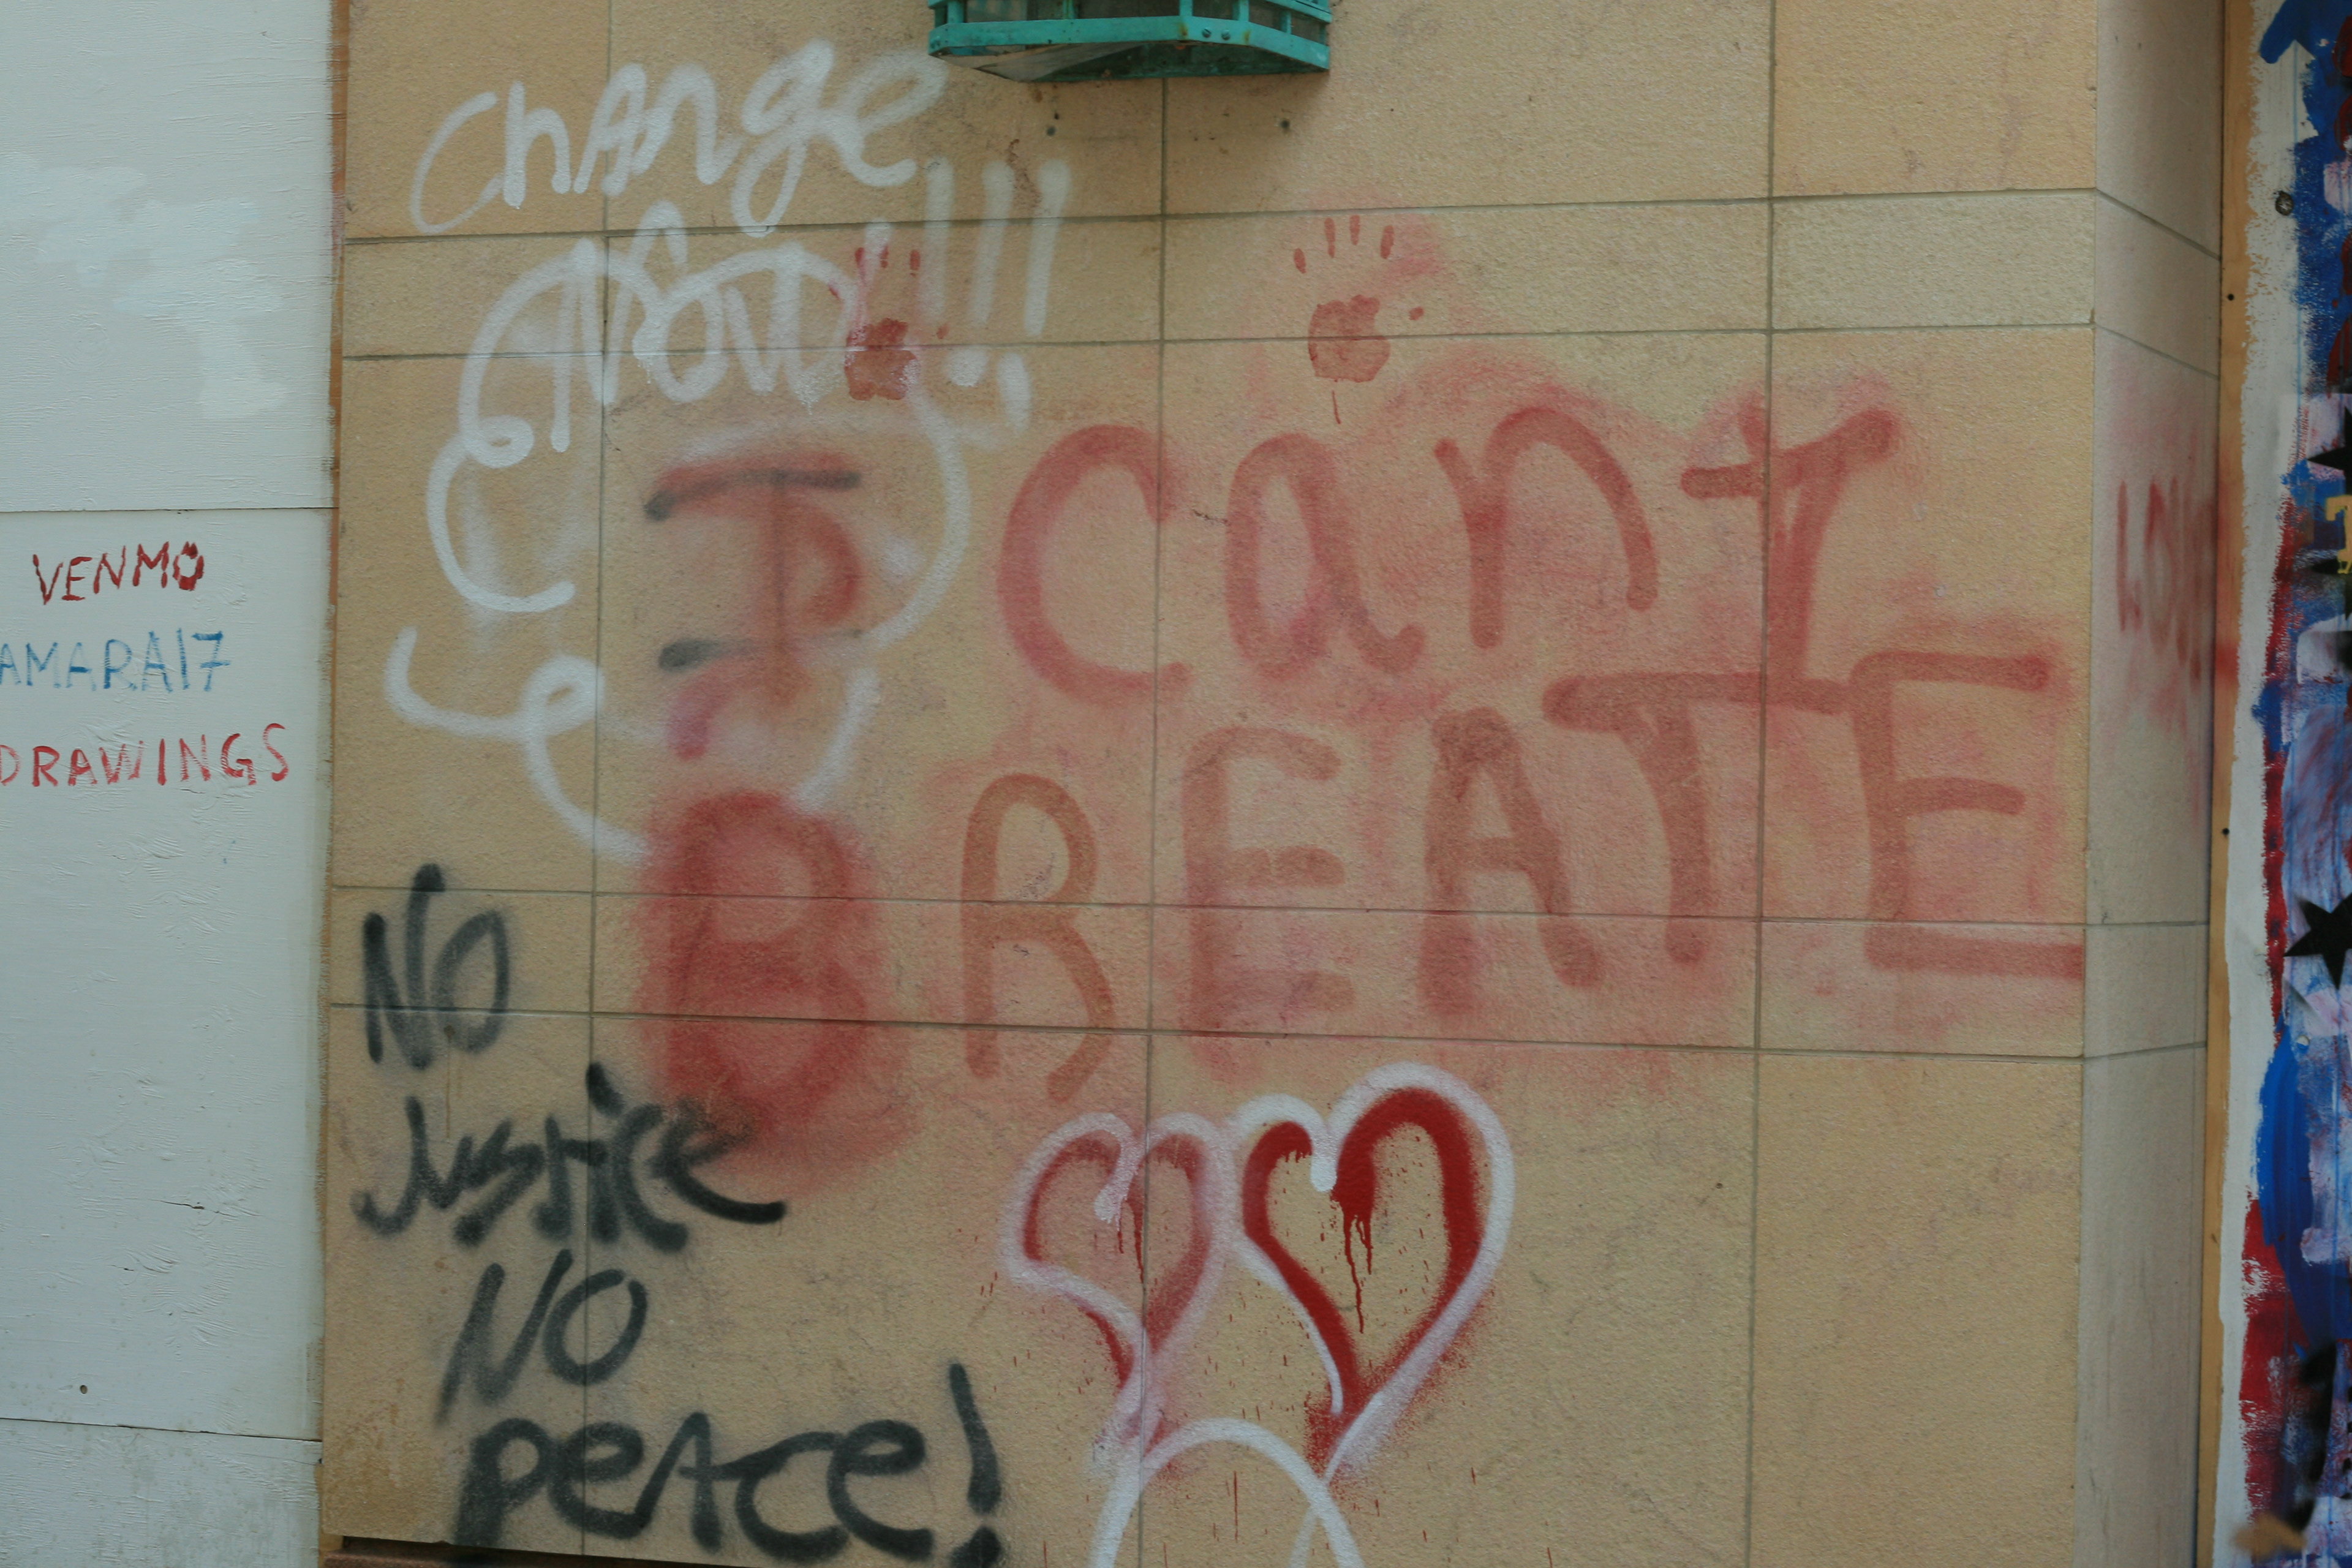 VENMO
AMARA17
DRAWINGS
change
NOW!!!!
I can't
BREATE
NO
Justice
NO
peace!